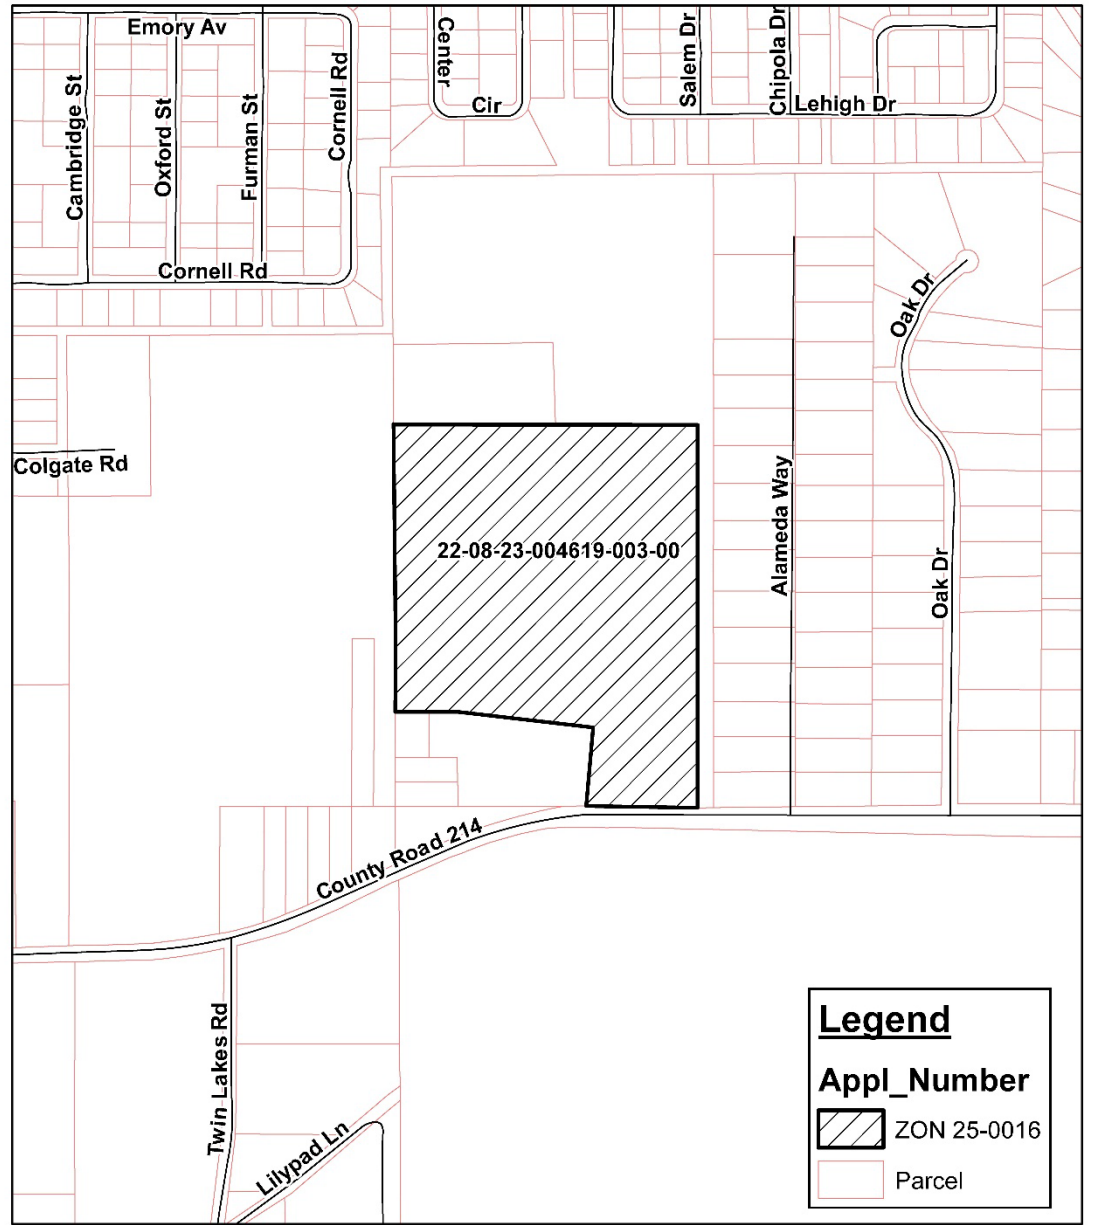 Emory Av
Center
Cir
Salem Dr
Chipola Dr
Lehigh Dr
Cambridge St
Oxford St
Furman St
Cornell Rd
Cornell Rd
Oak Dr
Colgate Rd
22-08-23-004619-003-00
Alameda Way
Oak Dr
County Road 214
Twin Lakes Rd
Lilypad Ln
Legend
Appl_Number
ZON 25-0016
Parcel